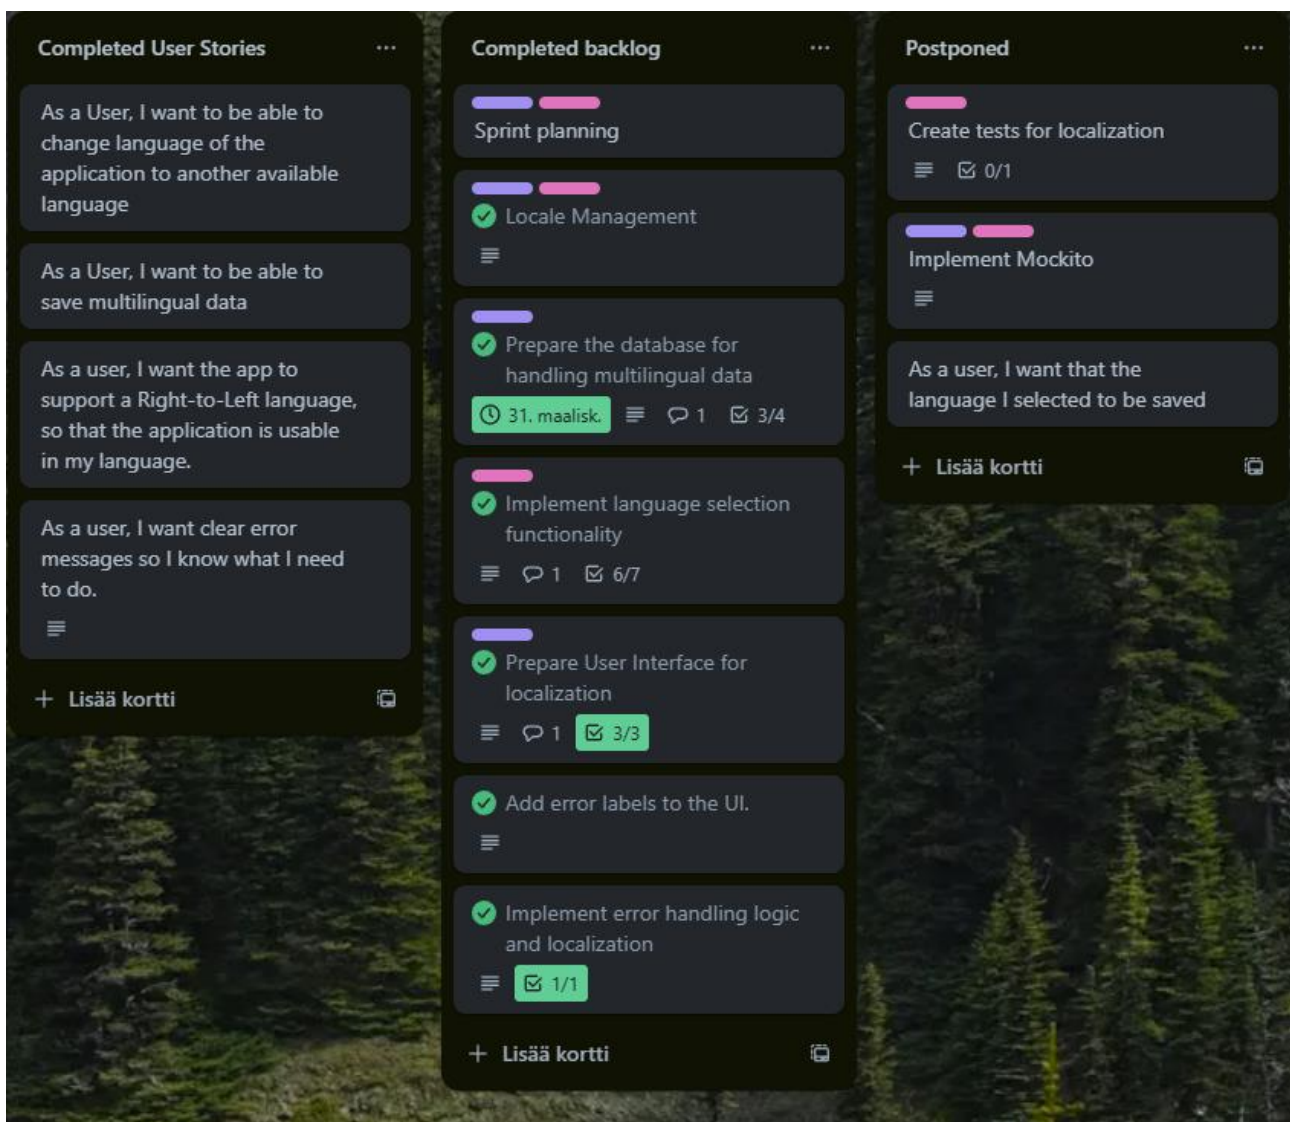 Completed User Stories
As a User, I want to be able to
change language of the
application to another available
language
As a User, I want to be able to
save multilingual data
As a user, I want the app to
support a Right-to-Left language,
so that the application is usable
in my language.
As a user, I want clear error
messages so I know what I need
to do.
+ Lisää kortti
Completed backlog
Sprint planning
Locale Management
Prepare the database for
handling multilingual data
31. maalisk. 1 3/4
Implement language selection
functionality
1 6/7
Prepare User Interface for
localization
1 3/3
Add error labels to the UI.
Implement error handling logic
and localization
1/1
+ Lisää kortti
Postponed
Create tests for localization
0/1
Implement Mockito
As a user, I want that the
language I selected to be saved
+ Lisää kortti